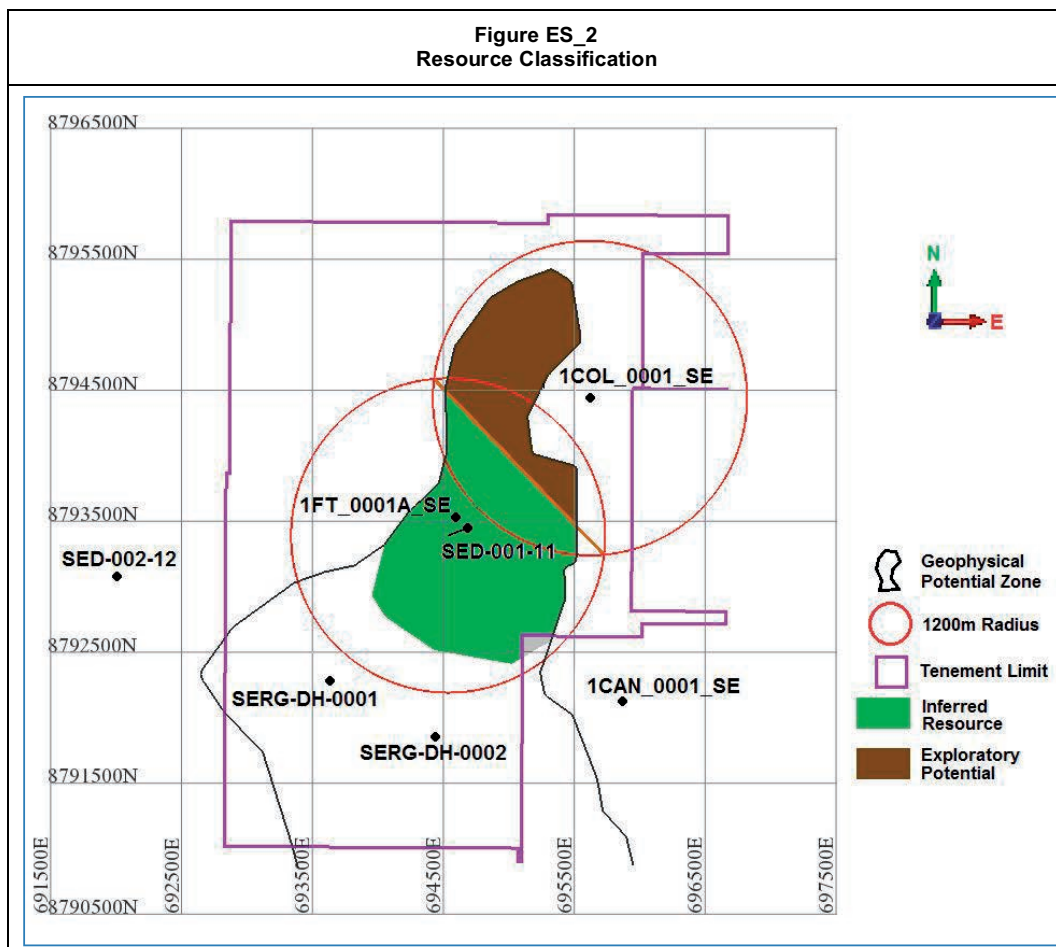 Figure ES_2
Resource Classification
8796500N
8795500N
8794500N
8793500N
8792500N
8791500N
8790500N
691500E
692500E
693500E
694500E
695500E
696500E
697500E
N
E
1COL_0001_SE
1FT_0001A_SE
SED-001-11
SED-002-12
SERG-DH-0001
1CAN_0001_SE
SERG-DH-0002
Geophysical
Potential Zone
1200m Radius
Tenement Limit
Inferred
Resource
Exploratory
Potential